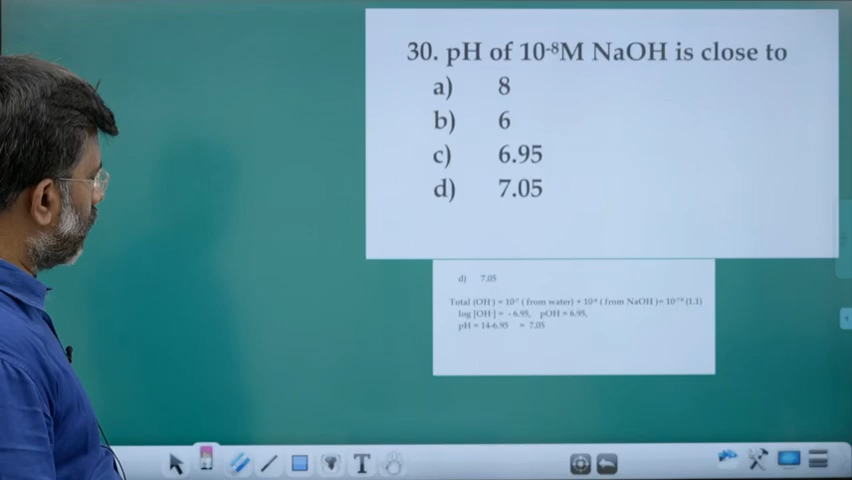 30. pH of 10⁻⁸M NaOH is close to
a) 8
b) 6
c) 6.95
d) 7.05
d) 7.05
Total (OH⁻) = 10⁻⁷ ( from water) + 10⁻⁸ ( from NaOH )= 10⁻⁷ (1.1)
log [OH⁻] = - 6.95, pOH = 6.95,
pH = 14-6.95 = 7.05
T